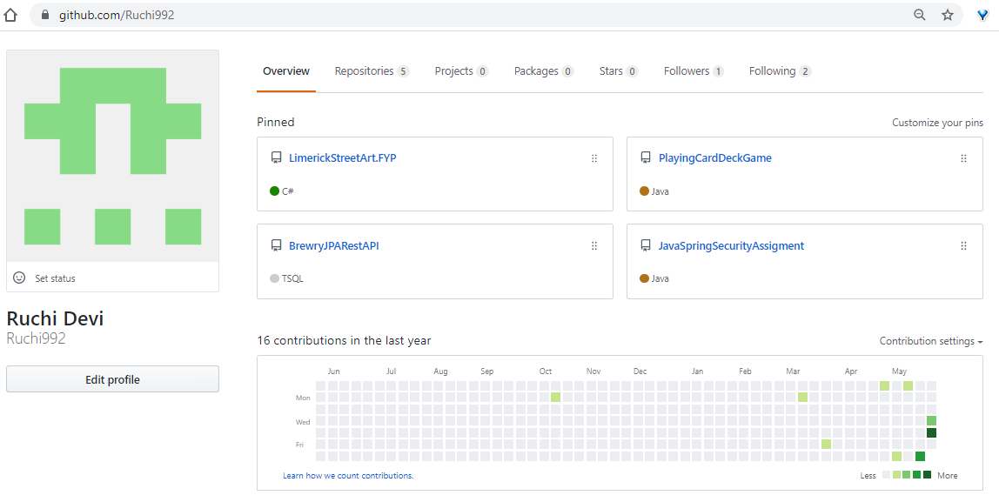 github.com/Ruchi992
Overview Repositories 5 Projects 0 Packages 0 Stars 0 Followers 1 Following 2
Pinned Customize your pins
LimerickStreetArt.FYP
C#
PlayingCardDeckGame
Java
BrewryJPARestAPI
TSQL
JavaSpringSecurityAssigment
Java
Set status
Ruchi Devi
Ruchi992
Edit profile
16 contributions in the last year Contribution settings
Jun Jul Aug Sep Oct Nov Dec Jan Feb Mar Apr May
Mon
Wed
Fri
Learn how we count contributions. Less More